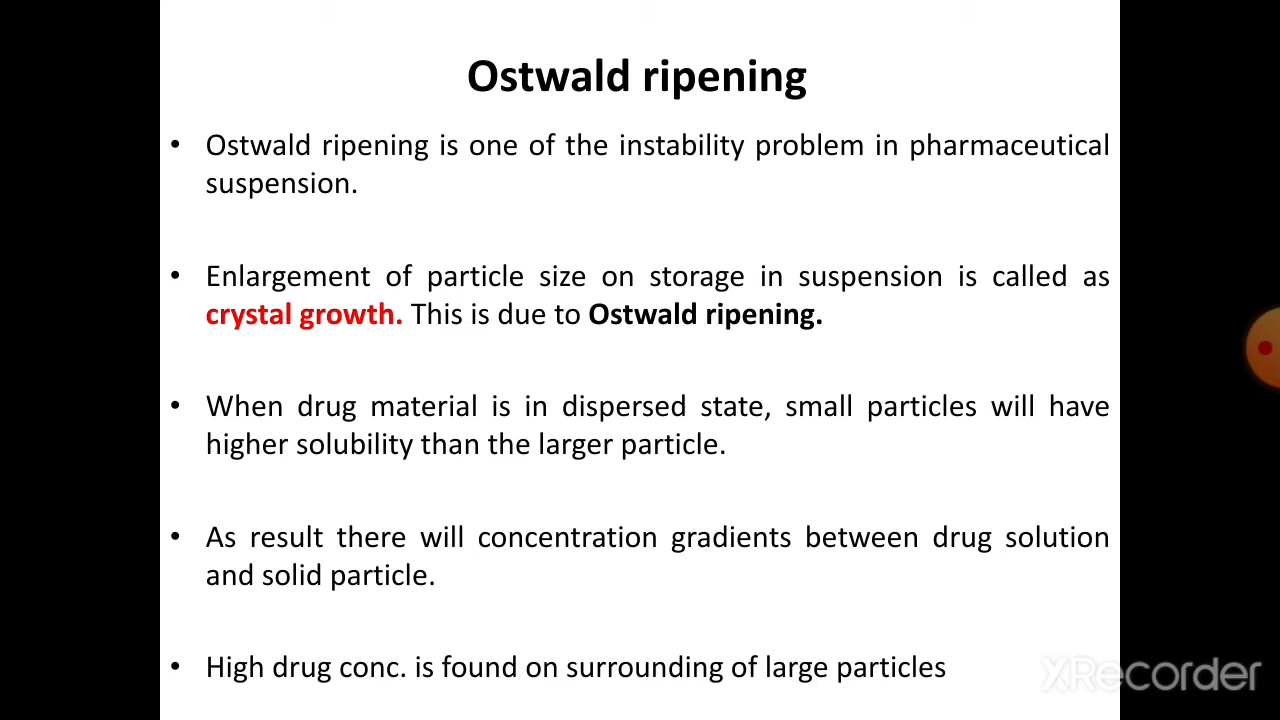 Ostwald ripening
• Ostwald ripening is one of the instability problem in pharmaceutical
suspension.
• Enlargement of particle size on storage in suspension is called as
crystal growth. This is due to Ostwald ripening.
• When drug material is in dispersed state, small particles will have
higher solubility than the larger particle.
• As result there will concentration gradients between drug solution
and solid particle.
• High drug conc. is found on surrounding of large particles
XRecorder